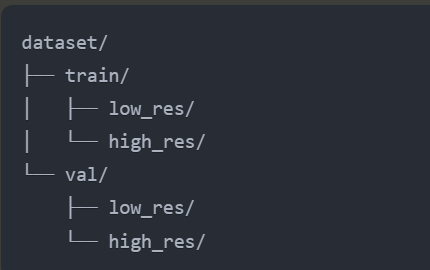 dataset/
├── train/
│   ├── low_res/
│   └── high_res/
└── val/
    ├── low_res/
    └── high_res/